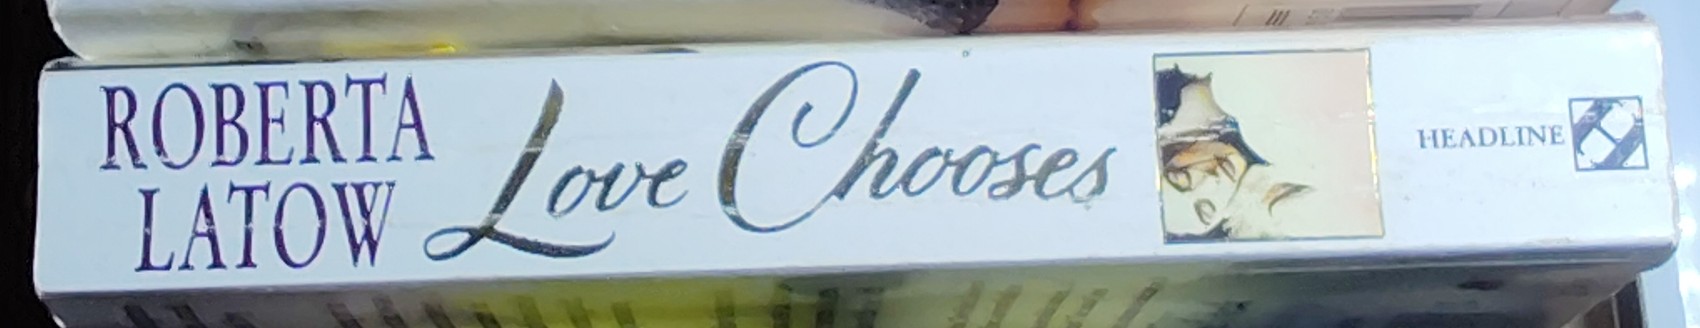 ROBERTA
LATOW
Love Chooses
HEADLINE